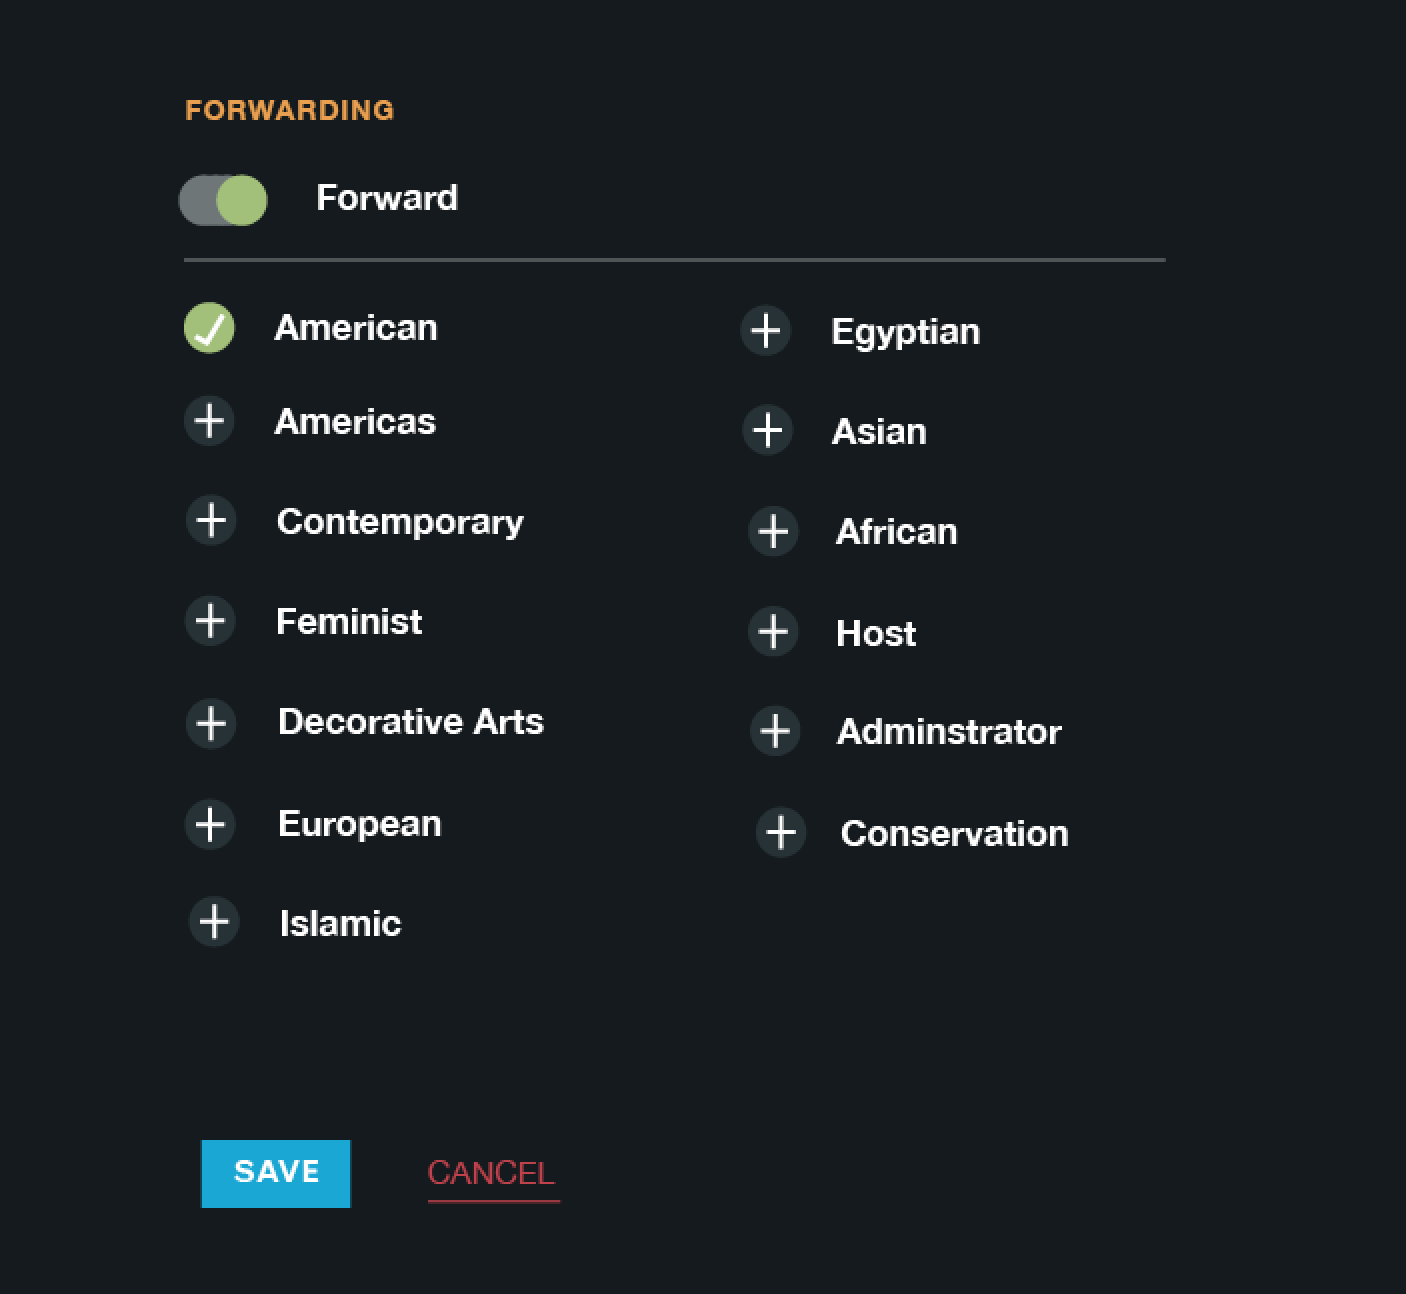 FORWARDING
Forward
American
Americas
Contemporary
Feminist
Decorative Arts
European
Islamic
Egyptian
Asian
African
Host
Adminstrator
Conservation
SAVE
CANCEL